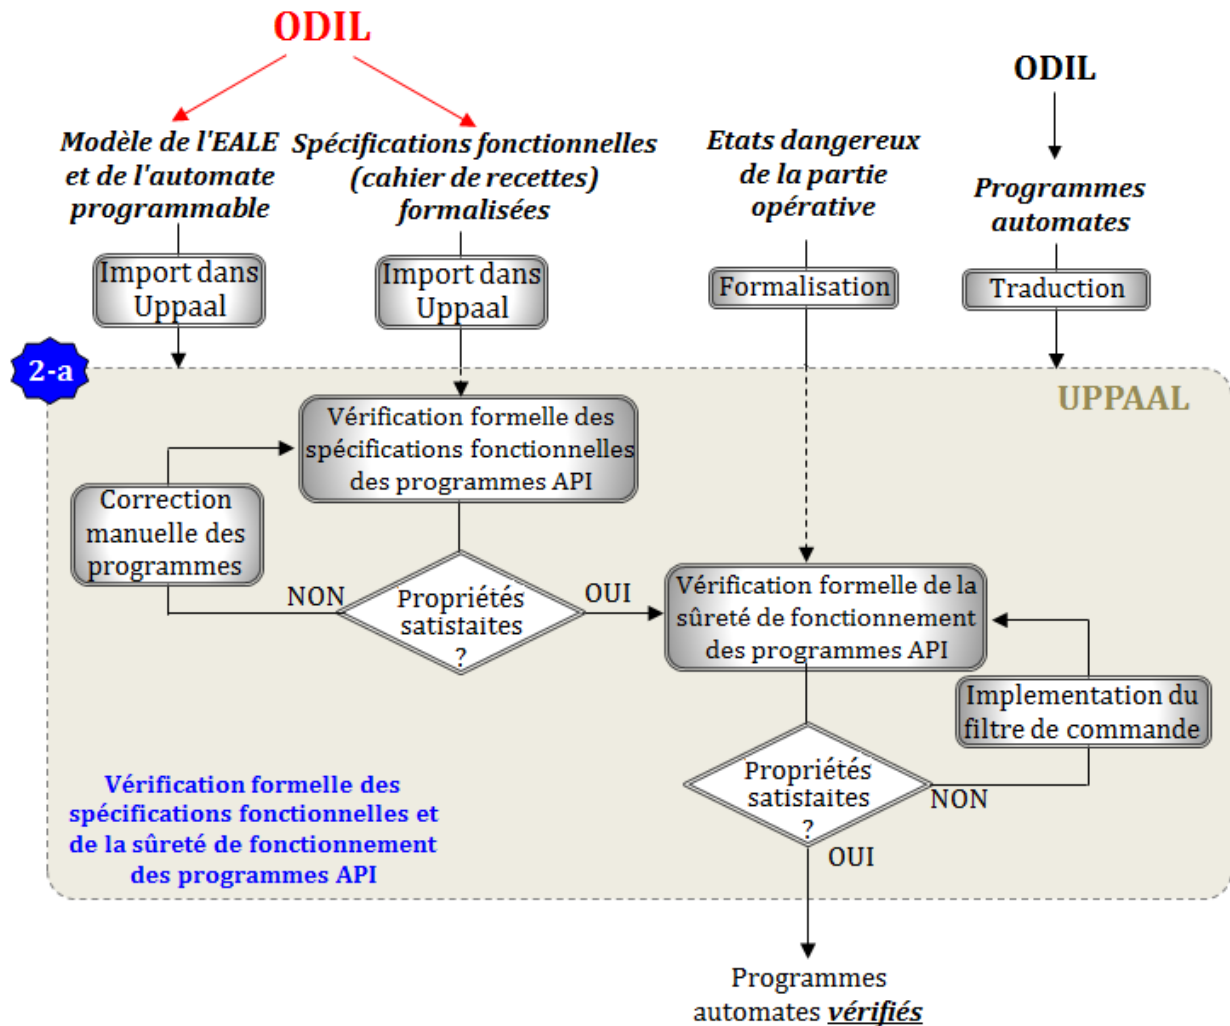 ODIL
ODIL
Modèle de l'EALE
et de l'automate
programmable
Spécifications fonctionnelles
(cahier de recettes)
formalisées
Etats dangereux
de la partie
opérative
Programmes
automates
Import dans
Uppaal
Import dans
Uppaal
Formalisation
Traduction
2-a
UPPAAL
Vérification formelle des
spécifications fonctionnelles
des programmes API
Correction
manuelle des
programmes
NON
Propriétés
satisfaites
?
OUI
Vérification formelle de la
sûreté de fonctionnement
des programmes API
Implementation du
filtre de commande
Propriétés
satisfaites
?
NON
OUI
Vérification formelle des
spécifications fonctionnelles et
de la sûreté de fonctionnement
des programmes API
Programmes
automates vérifiés